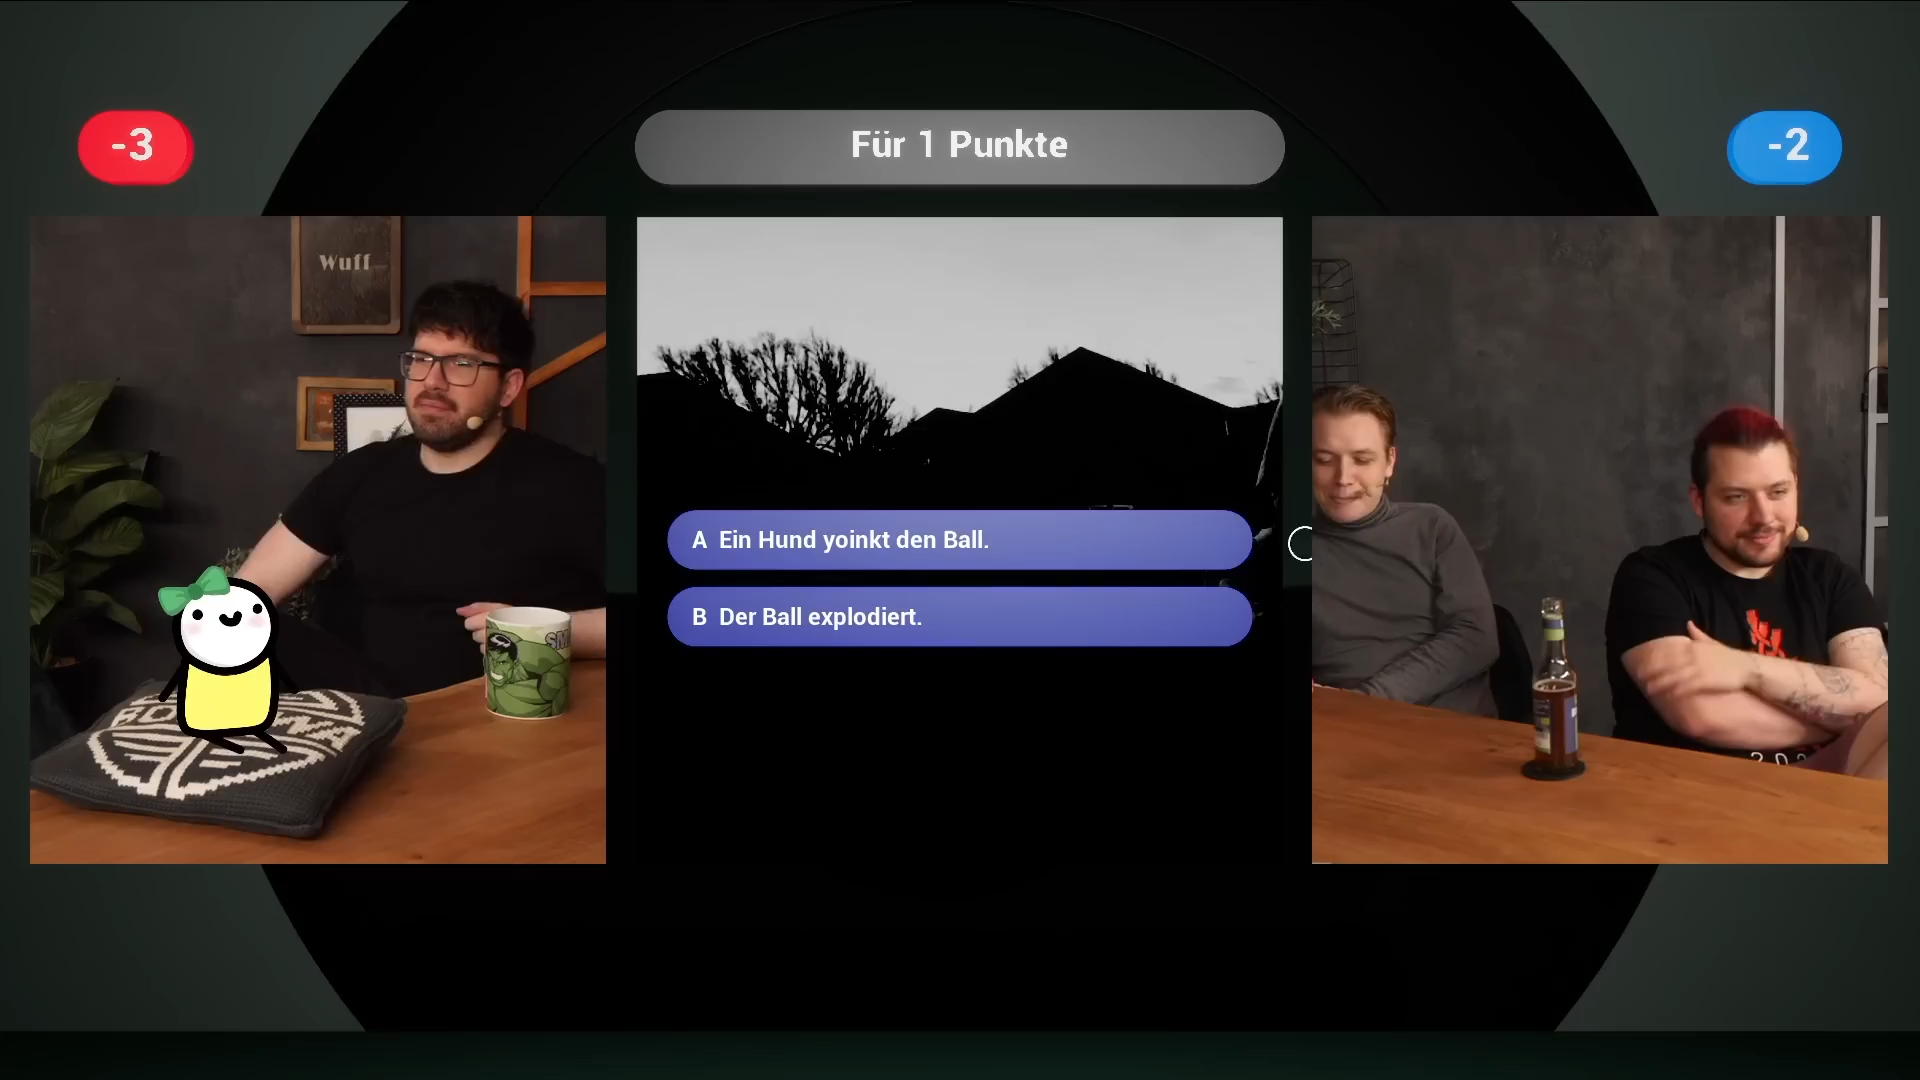 -3
Für 1 Punkte
-2
Wuff
A Ein Hund yoinkt den Ball.
B Der Ball explodiert.